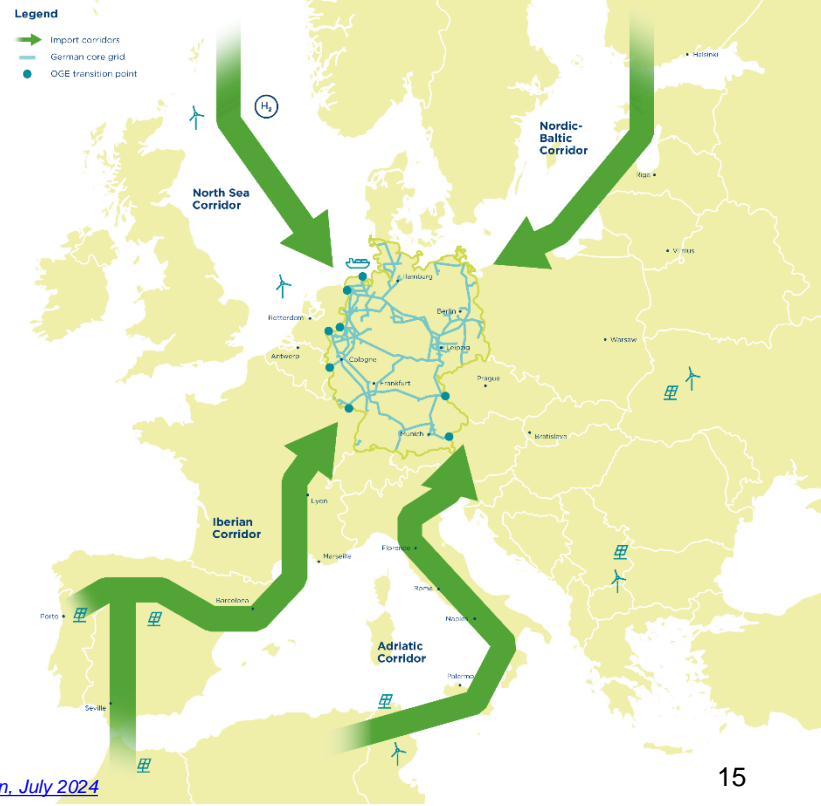 Legend
Import corridors
German core grid
OGE transition point
H₂
Helsinki
Nordic-
Baltic
Corridor
Riga
North Sea
Corridor
Vilnius
Hamburg
Rotterdam
Berlin
Antwerp
Leipzig
Warsaw
Cologne
Prague
Frankfurt
Munich
Bratislava
Lyon
Iberian
Corridor
Florence
Marseille
Rome
Barcelona
Porto
Naples
Adriatic
Corridor
Palermo
Seville
n, July 2024
15